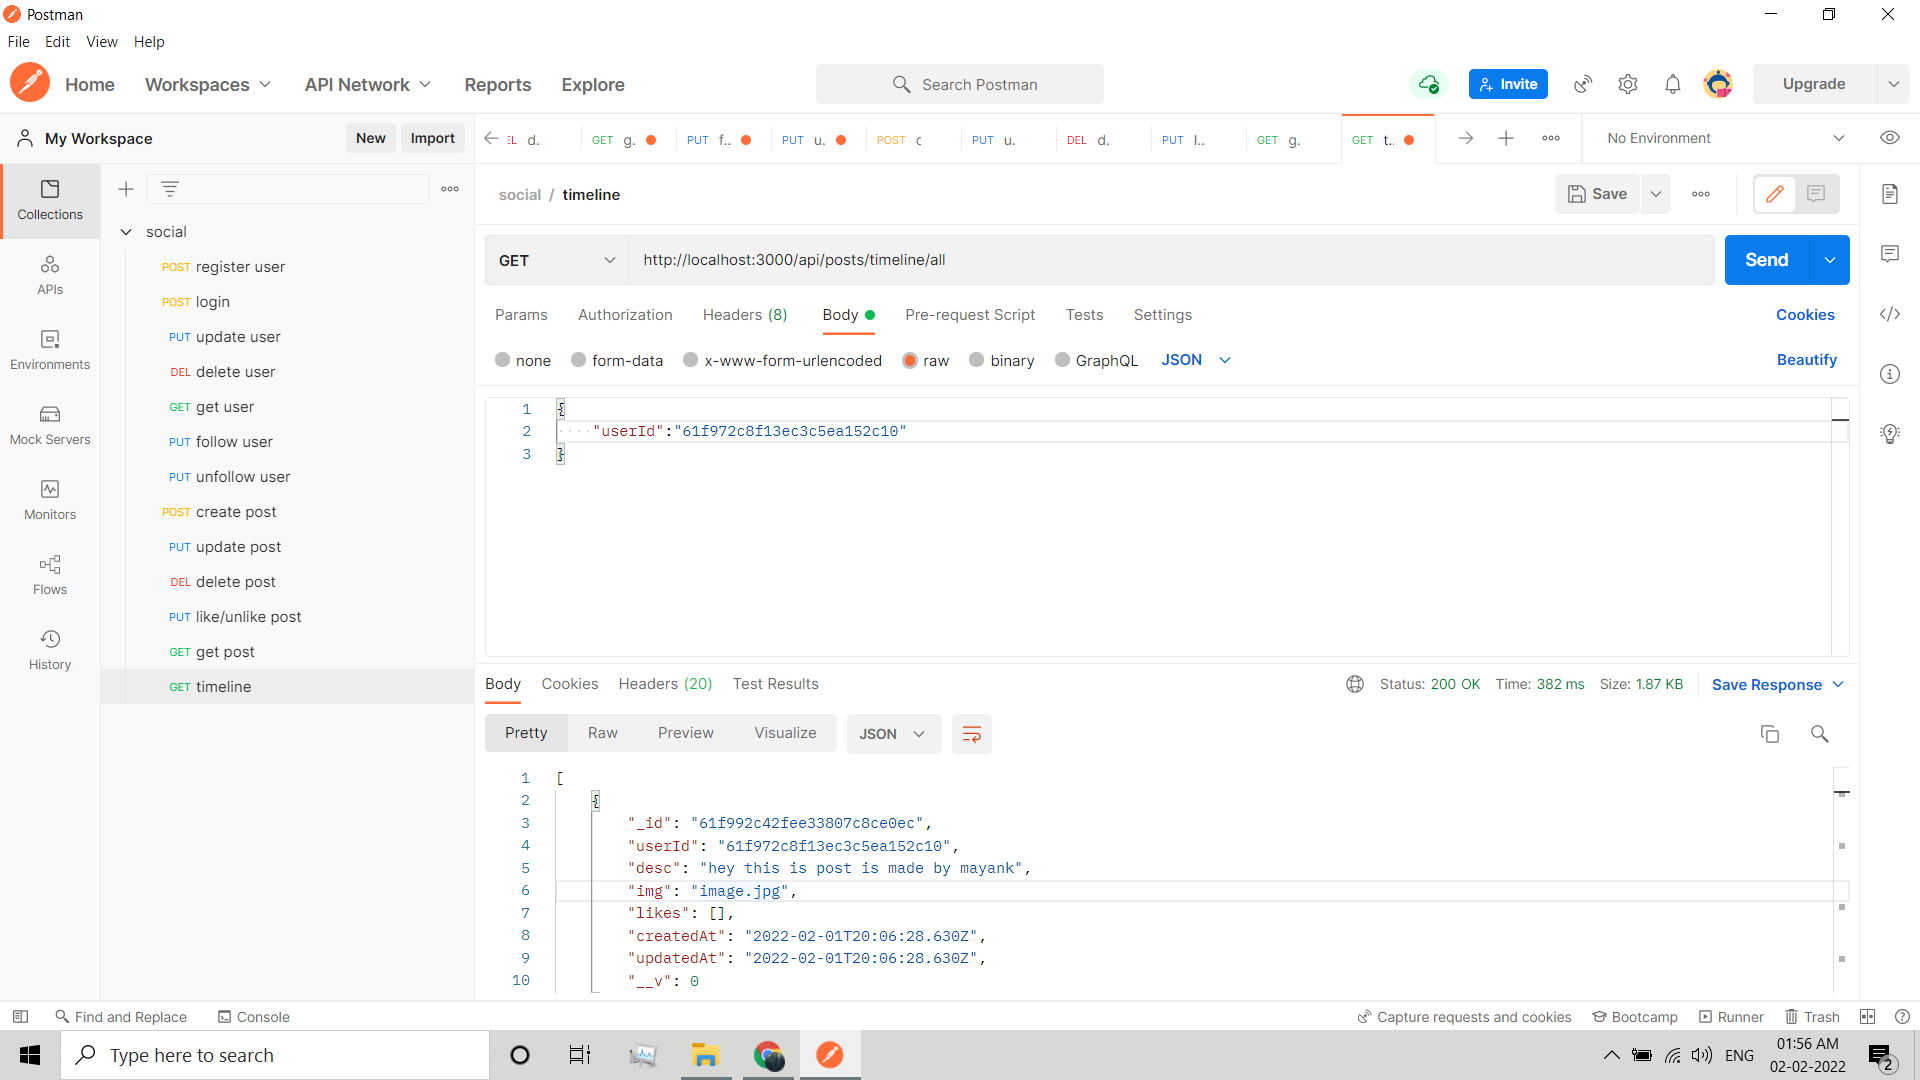 Postman
File Edit View Help
Home Workspaces API Network Reports Explore
Search Postman
Invite
Upgrade
My Workspace
New Import
EL d. GET g. PUT f.. PUT u. POST c PUT u. DEL d. PUT l.. GET g. GET t..
No Environment
Collections
APIs
Environments
Mock Servers
Monitors
Flows
History
social
POST register user
POST login
PUT update user
DEL delete user
GET get user
PUT follow user
PUT unfollow user
POST create post
PUT update post
DEL delete post
PUT like/unlike post
GET get post
GET timeline
social / timeline
Save
GET http://localhost:3000/api/posts/timeline/all
Send
Params Authorization Headers (8) Body Pre-request Script Tests Settings
Cookies
none form-data x-www-form-urlencoded raw binary GraphQL JSON
Beautify
1 {
2 "userId":"61f972c8f13ec3c5ea152c10"
3 }
Body Cookies Headers (20) Test Results
Status: 200 OK Time: 382 ms Size: 1.87 KB Save Response
Pretty Raw Preview Visualize JSON
1 [
2 {
3 "_id": "61f992c42fee33807c8ce0ec",
4 "userId": "61f972c8f13ec3c5ea152c10",
5 "desc": "hey this is post is made by mayank",
6 "img": "image.jpg",
7 "likes": [],
8 "createdAt": "2022-02-01T20:06:28.630Z",
9 "updatedAt": "2022-02-01T20:06:28.630Z",
10 "__v": 0
Find and Replace Console
Capture requests and cookies Bootcamp Runner Trash
Type here to search
ENG
01:56 AM
02-02-2022
2